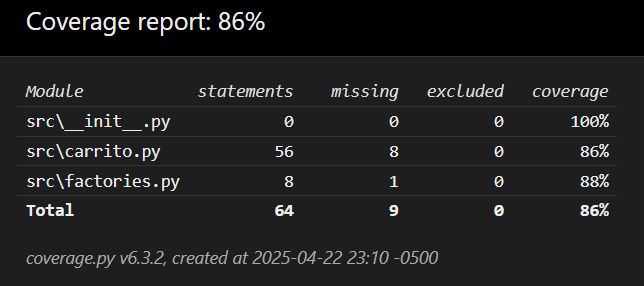 Coverage report: 86%
Module statements missing excluded coverage
src\__init__.py 0 0 0 100%
src\carrito.py 56 8 0 86%
src\factories.py 8 1 0 88%
Total 64 9 0 86%
coverage.py v6.3.2, created at 2025-04-22 23:10 -0500